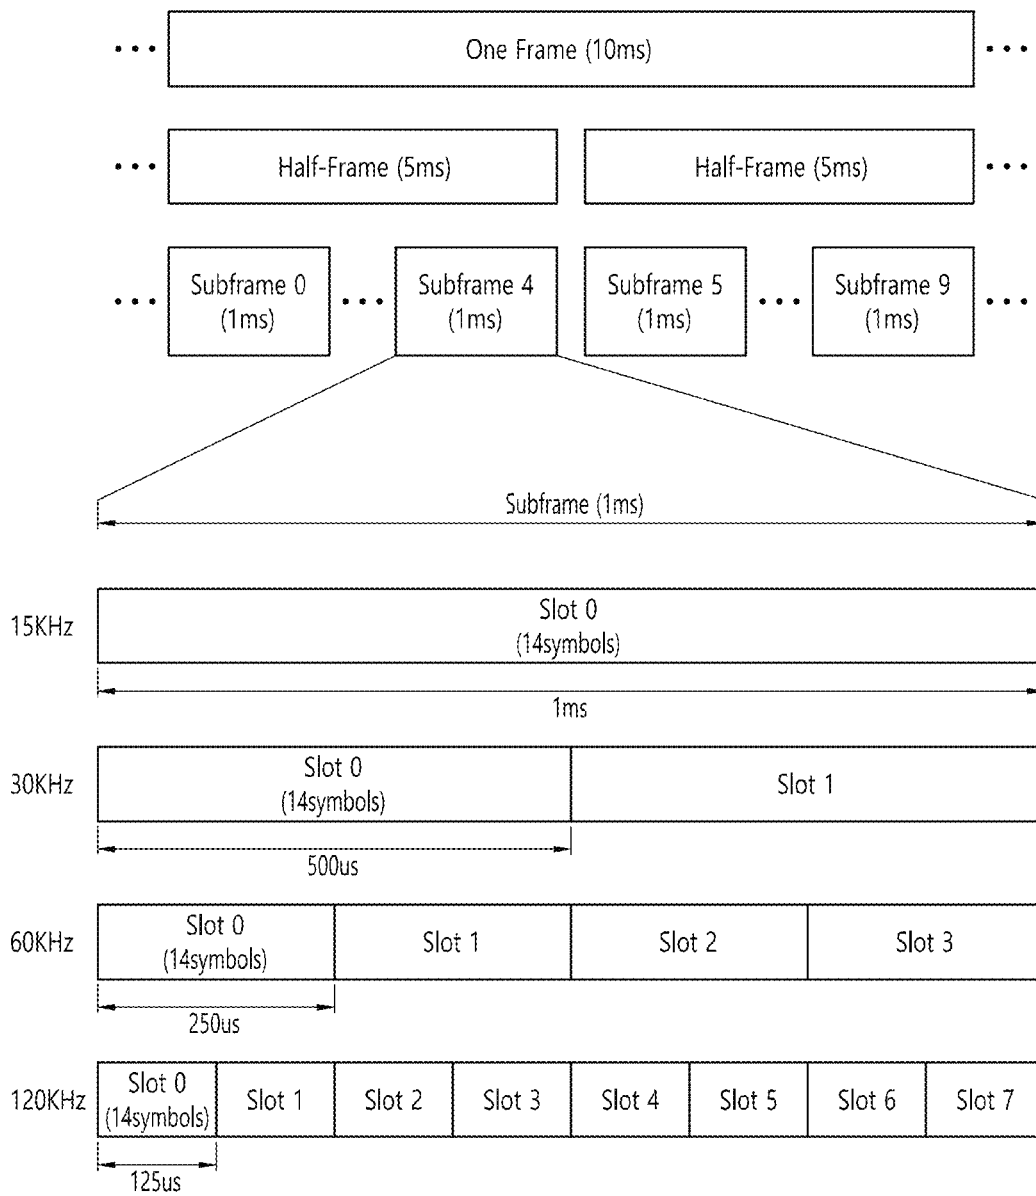 ••• One Frame (10ms) •••
••• Half-Frame (5ms) Half-Frame (5ms) •••
••• Subframe 0 ••• Subframe 4 Subframe 5 ••• Subframe 9 •••
(1ms) (1ms) (1ms) (1ms)
Subframe (1ms)
15KHz
Slot 0
(14symbols)
1ms
30KHz
Slot 0
(14symbols)
Slot 1
500us
60KHz
Slot 0
(14symbols)
Slot 1
Slot 2
Slot 3
250us
120KHz
Slot 0
(14symbols)
Slot 1
Slot 2
Slot 3
Slot 4
Slot 5
Slot 6
Slot 7
125us